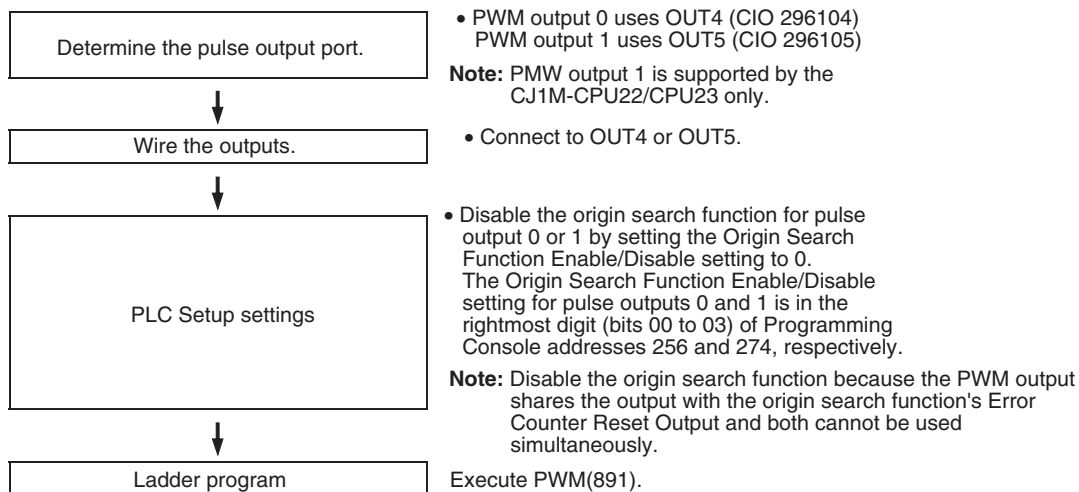 Determine the pulse output port.
• PWM output 0 uses OUT4 (CIO 296104)
PWM output 1 uses OUT5 (CIO 296105)
Note: PMW output 1 is supported by the
CJ1M-CPU22/CPU23 only.
Wire the outputs.
• Connect to OUT4 or OUT5.
PLC Setup settings
• Disable the origin search function for pulse
output 0 or 1 by setting the Origin Search
Function Enable/Disable setting to 0.
The Origin Search Function Enable/Disable
setting for pulse outputs 0 and 1 is in the
rightmost digit (bits 00 to 03) of Programming
Console addresses 256 and 274, respectively.
Note: Disable the origin search function because the PWM output
shares the output with the origin search function's Error
Counter Reset Output and both cannot be used
simultaneously.
Ladder program
Execute PWM(891).